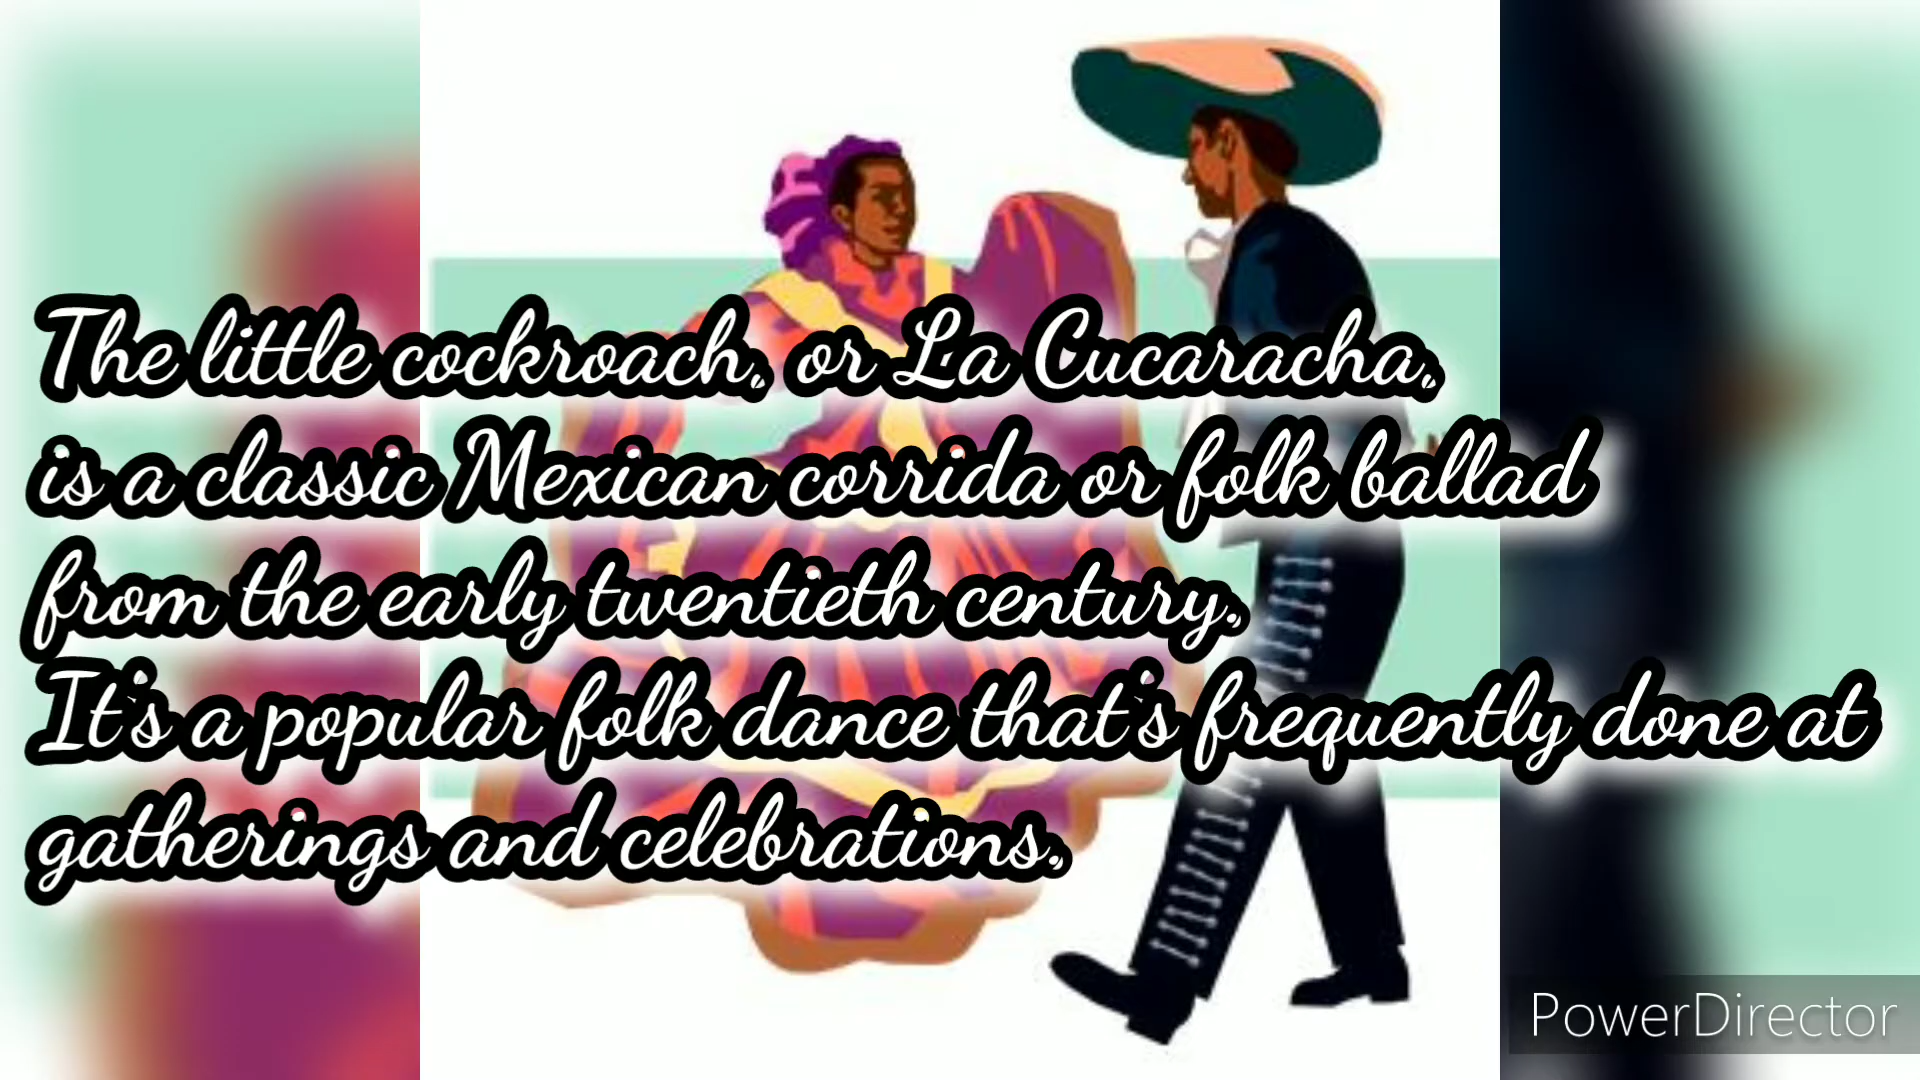 The little cockroach, or La Cucaracha,
is a classic Mexican corrida or folk ballad
from the early twentieth century.
It's a popular folk dance that's frequently done at
gatherings and celebrations.
PowerDirector